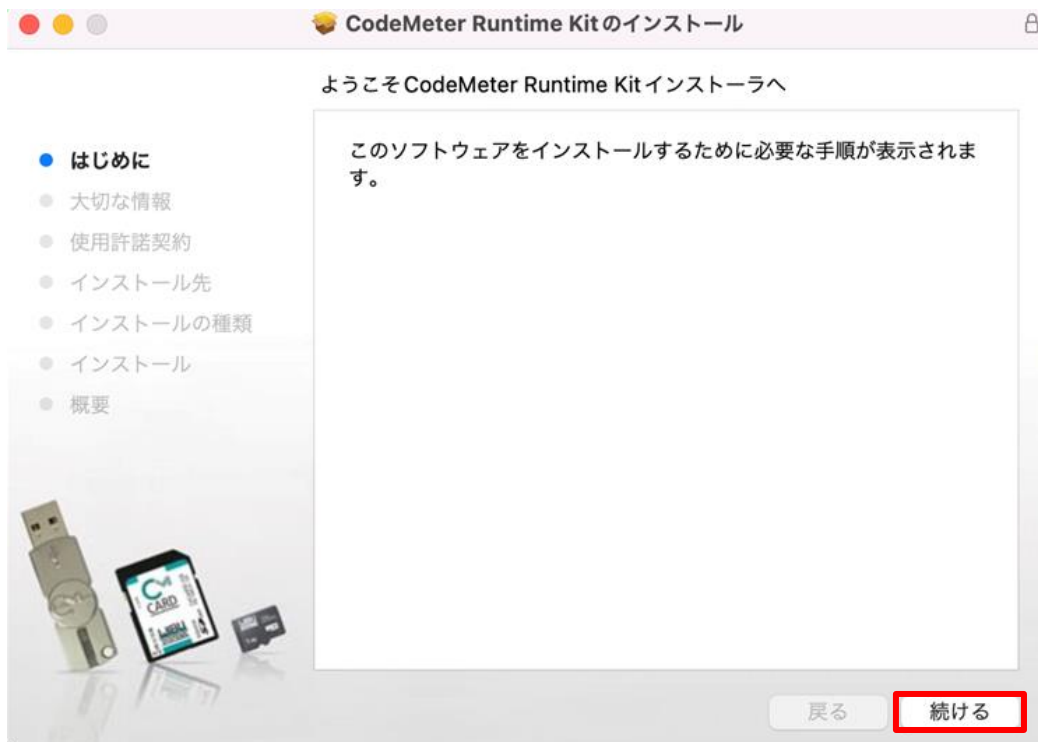 CodeMeter Runtime Kitのインストール
ようこそCodeMeter Runtime Kitインストーラへ
はじめに
大切な情報
使用許諾契約
インストール先
インストールの種類
インストール
概要
このソフトウェアをインストールするために必要な手順が表示されま
す。
CM
CARD
戻る
続ける